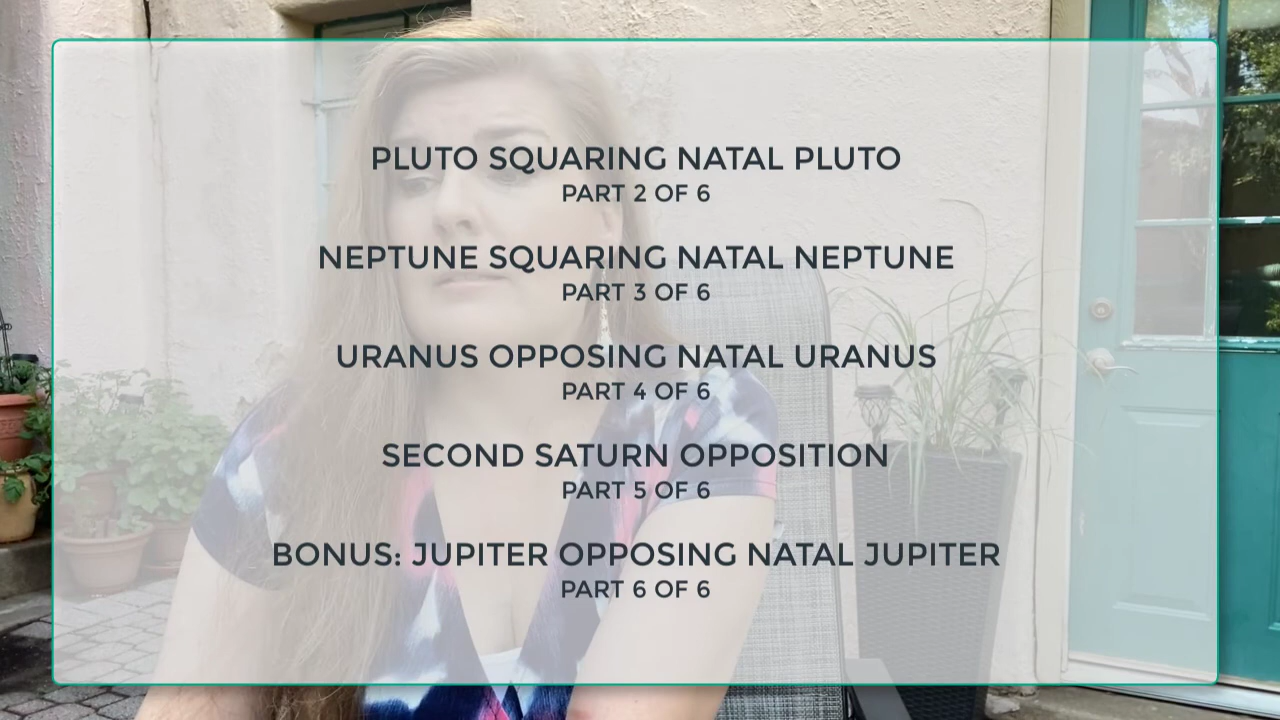 PLUTO SQUARING NATAL PLUTO
PART 2 OF 6
NEPTUNE SQUARING NATAL NEPTUNE
PART 3 OF 6
URANUS OPPOSING NATAL URANUS
PART 4 OF 6
SECOND SATURN OPPOSITION
PART 5 OF 6
BONUS: JUPITER OPPOSING NATAL JUPITER
PART 6 OF 6